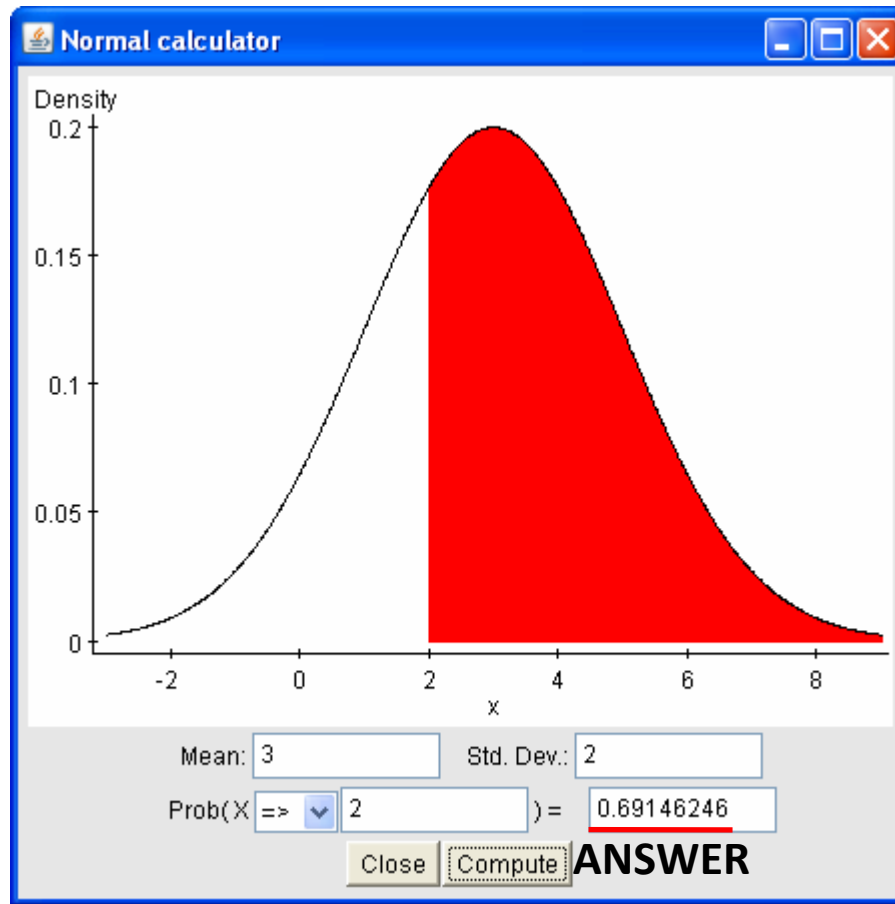 Normal calculator
Density
0.2
0.15
0.1
0.05
0
-2 0 2 4 6 8
x
Mean: 3 Std. Dev.: 2
Prob(X => 2 ) = 0.69146246
Close Compute ANSWER